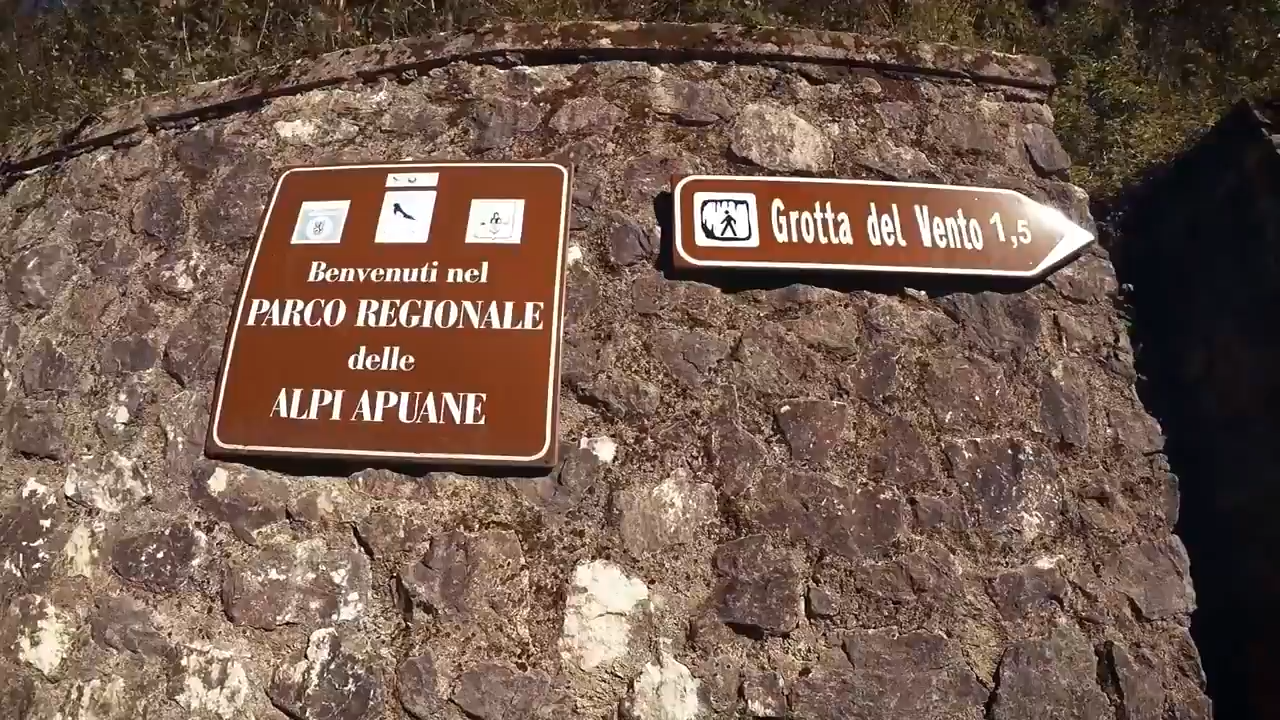 Benvenuti nel
PARCO REGIONALE
delle
ALPI APUANE
Grotta del Vento 1,5